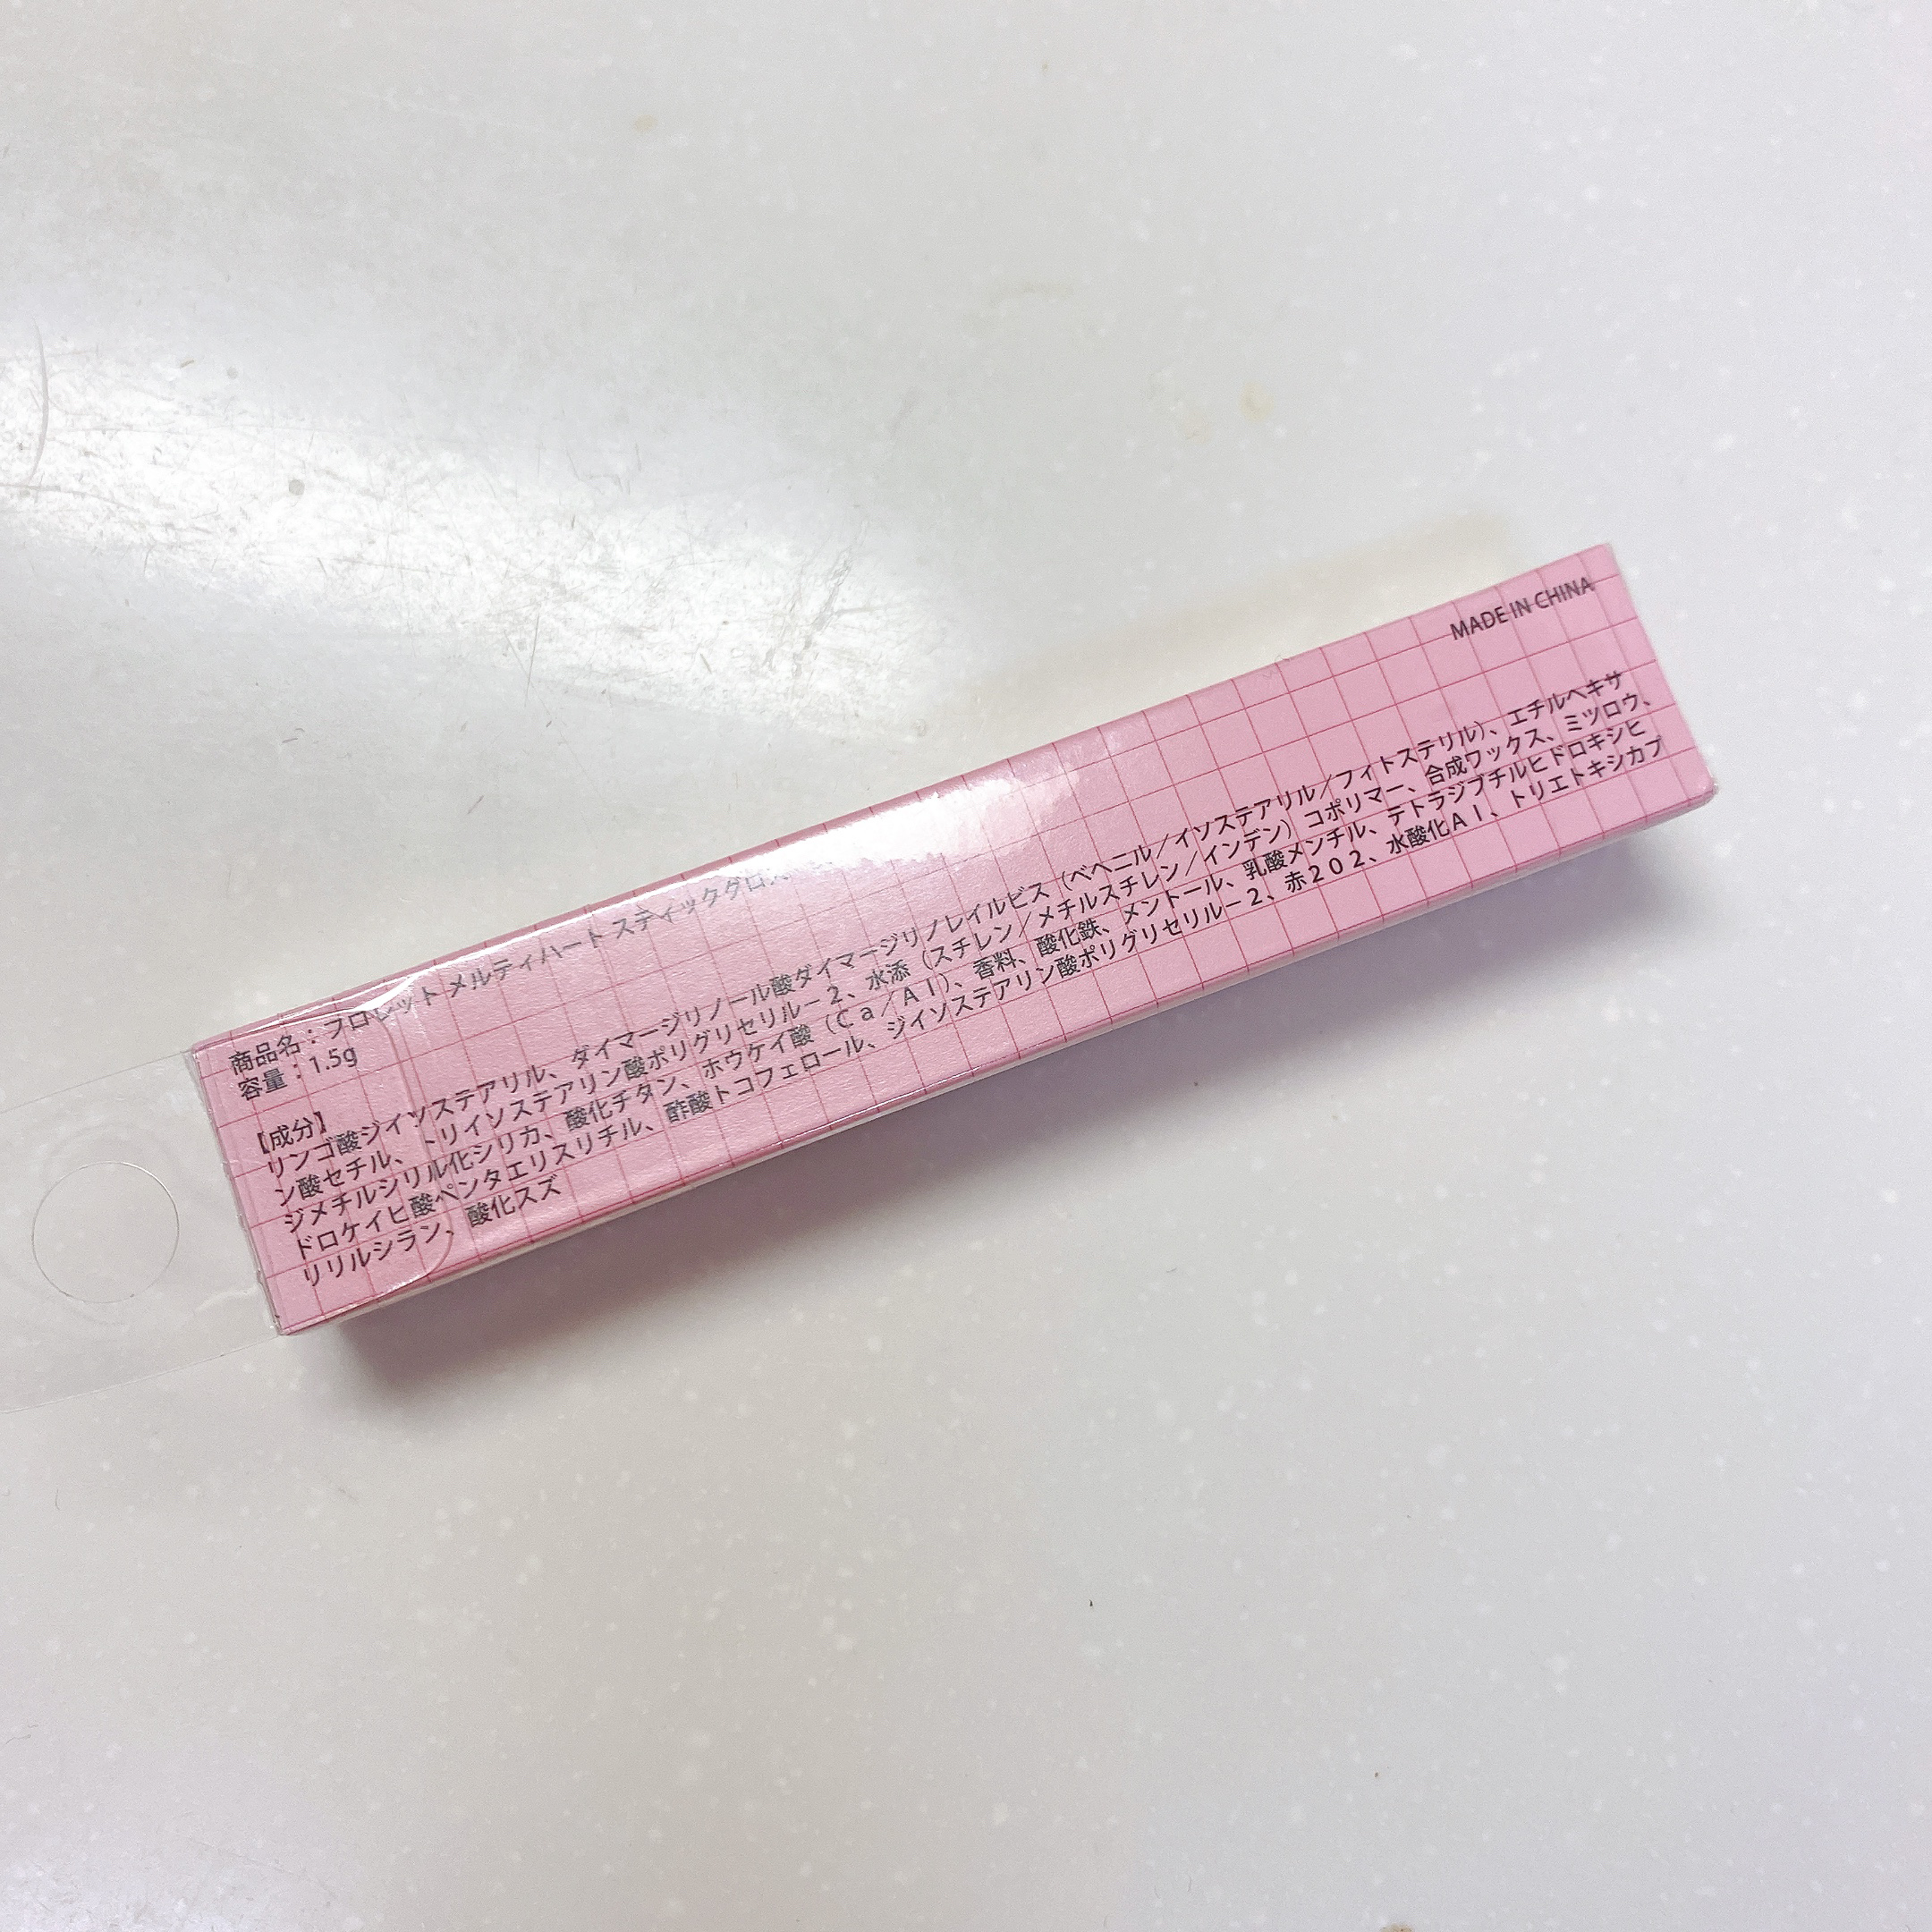 MADE IN CHINA
商品名：フロレット メルティハート スティックグロス
容量：1.5g
【成分】
リンゴ酸ジイソステアリル、ダイマージリノール酸ダイマージリノレイルビス（ベヘニル／イソステアリル／フィトステリル）、エチルヘキサ
ン酸セチル、トリイソステアリン酸ポリグリセリル－2、水添（スチレン／メチルスチレン／インデン）コポリマー、合成ワックス、ミツロウ、
ジメチルシリル化シリカ、酸化チタン、ホウケイ酸（Ｃａ／Ａｌ）、香料、酸化鉄、メントール、乳酸メンチル、テトラジブチルヒドロキシヒ
ドロケイヒ酸ペンタエリスリチル、酢酸トコフェロール、ジイソステアリン酸ポリグリセリル－2、赤２０２、水酸化Ａｌ、トリエトキシカプ
リリルシラン、酸化スズ